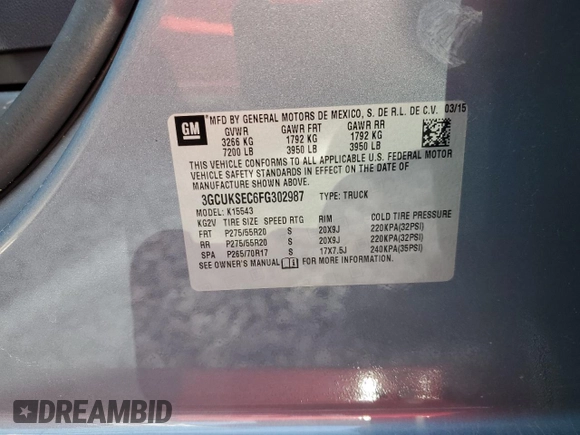 GM
*MFD BY GENERAL MOTORS DE MEXICO, S. DE R.L. DE C.V. 03/15
GVWR GAWR FRT GAWR RR
3266 KG 1792 KG 1792 KG
7200 LB 3950 LB 3950 LB
THIS VEHICLE CONFORMS TO ALL APPLICABLE U.S. FEDERAL MOTOR
VEHICLE SAFETY STANDARDS IN EFFECT ON THE DATE OF
MANUFACTURE SHOWN ABOVE.
3GCUKSEC6FG302987 TYPE: TRUCK
MODEL: K15543
KG2V TIRE SIZE SPEED RTG RIM COLD TIRE PRESSURE
FRT P275/55R20 S 20X9J 220KPA(32PSI)
RR P275/55R20 S 20X9J 220KPA(32PSI)
SPA P265/70R17 S 17X7.5J 240KPA(35PSI)
SEE OWNER'S MANUAL FOR MORE INFORMATION.
DREAMBID